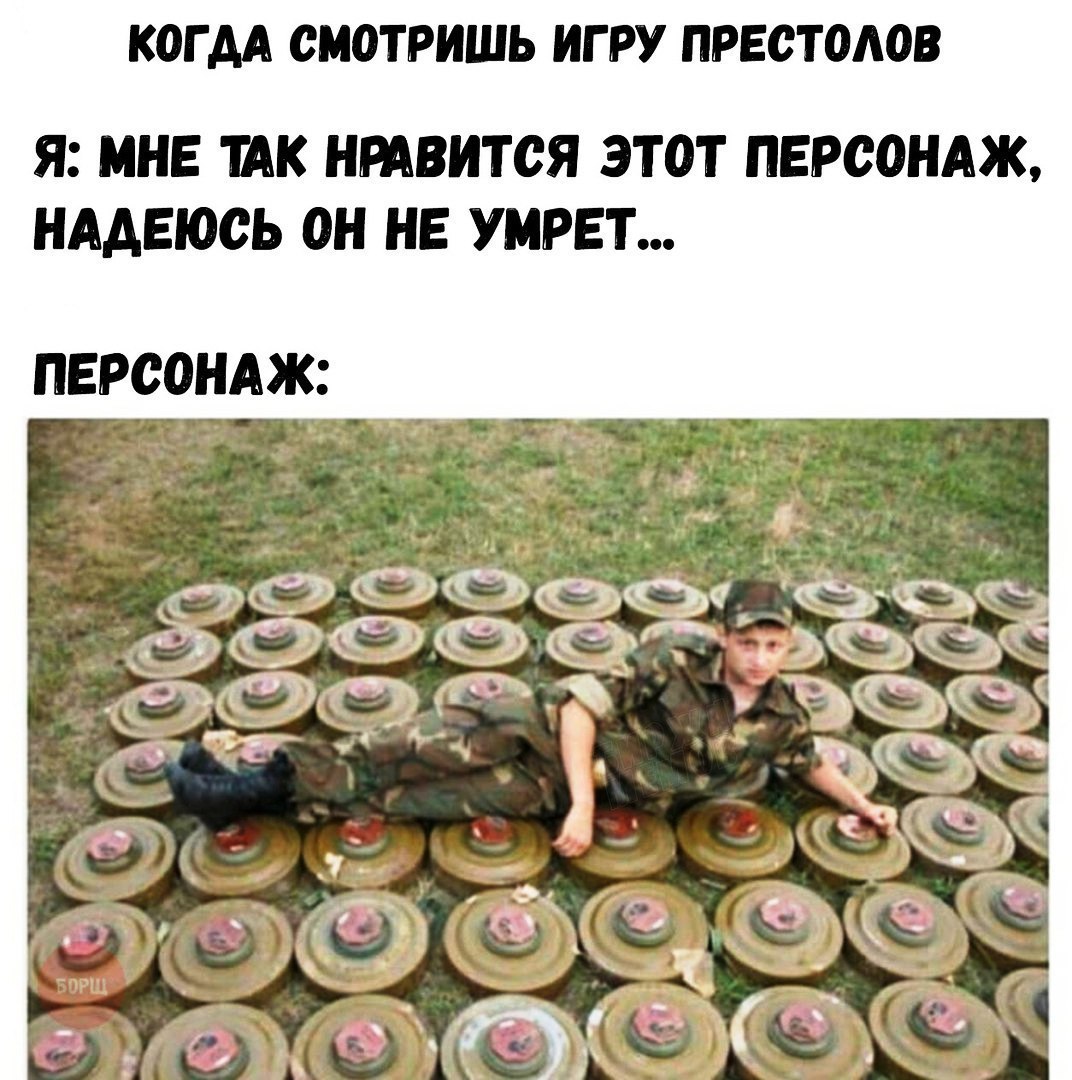 КОГДА СМОТРИШЬ ИГРУ ПРЕСТОЛОВ
Я: МНЕ ТАК НРАВИТСЯ ЭТОТ ПЕРСОНАЖ,
НАДЕЮСЬ ОН НЕ УМРЕТ...
ПЕРСОНАЖ:
БОРЩ